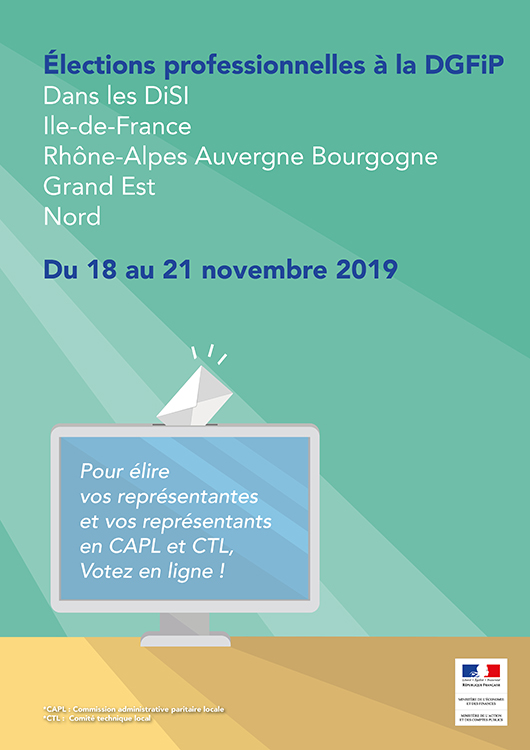 Élections professionnelles à la DGFiP
Dans les DiSI
Ile-de-France
Rhône-Alpes Auvergne Bourgogne
Grand Est
Nord
Du 18 au 21 novembre 2019
Pour élire
vos représentantes
et vos représentants
en CAPL et CTL,
Votez en ligne !
*CAPL : Commission administrative paritaire locale
*CTL : Comité technique local
Liberté • Égalité • Fraternité
RÉPUBLIQUE FRANÇAISE
MINISTÈRE DE L'ÉCONOMIE
ET DES FINANCES
MINISTÈRE DE L'ACTION
ET DES COMPTES PUBLICS